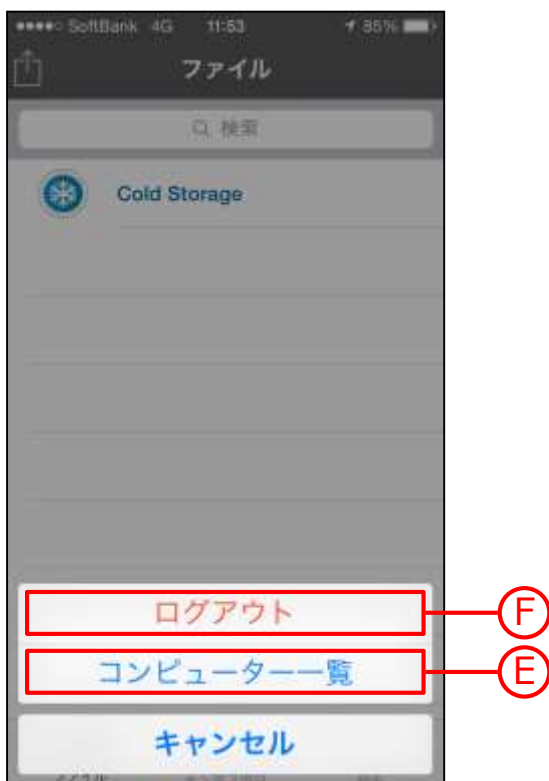 SoftBank 4G 11:53 85%
ファイル
検索
Cold Storage
ログアウト
F
コンピューター一覧
E
キャンセル